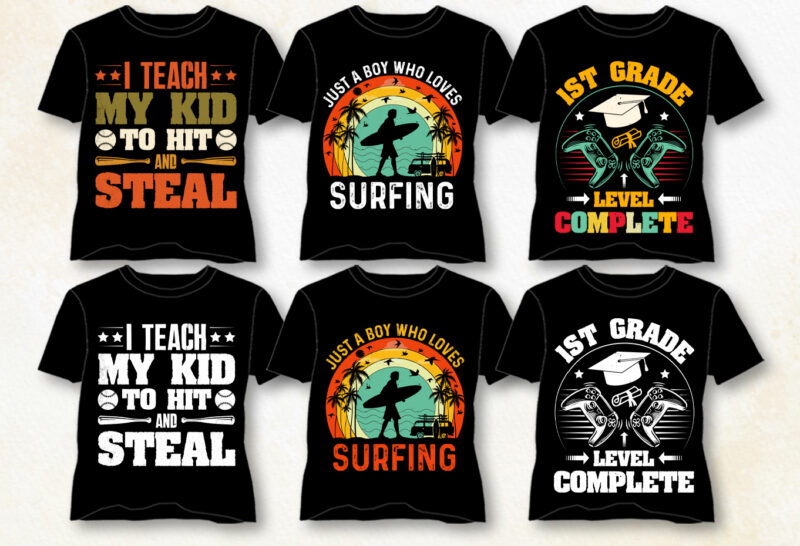 I TEACH
MY KID
TO HIT
AND
STEAL
JUST A BOY WHO LOVES
SURFING
1ST GRADE
LEVEL
COMPLETE
I TEACH
MY KID
TO HIT
AND
STEAL
JUST A BOY WHO LOVES
SURFING
1ST GRADE
LEVEL
COMPLETE